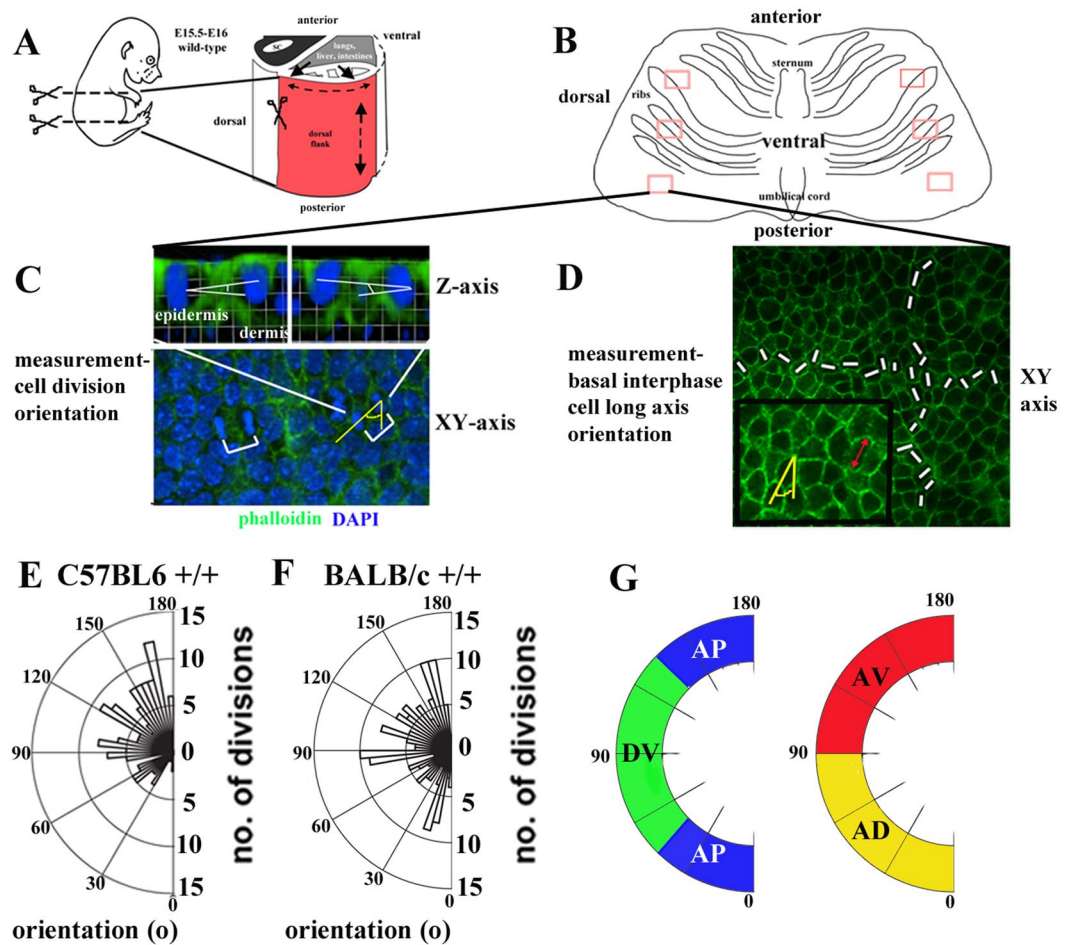 A
E15.5-E16
wild-type
anterior
ventral
SC
lungs,
liver, intestines
dorsal
dorsal
flank
posterior
B
anterior
sternum
dorsal
ribs
ventral
umbilical cord
posterior
C
Z-axis
epidermis
dermis
measurement-
cell division
orientation
XY-axis
phalloidin DAPI
D
measurement-
basal interphase
cell long axis
orientation
XY
axis
E C57BL6 +/+
180
150
120
90
60
30
0
15
10
5
0
5
10
15
no. of divisions
orientation (o)
F BALB/c +/+
180
150
120
90
60
30
0
15
10
5
0
5
10
15
no. of divisions
orientation (o)
G
180
AP
90
DV
AP
0
180
AV
90
AD
0